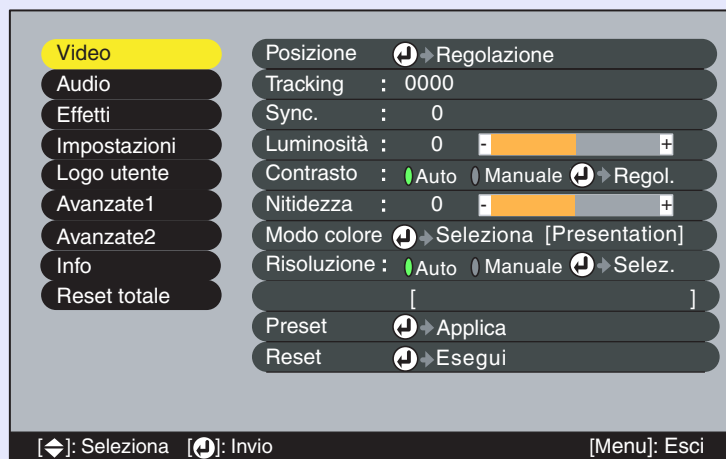 Video
Audio
Effetti
Impostazioni
Logo utente
Avanzate1
Avanzate2
Info
Reset totale
Posizione Regolazione
Tracking : 0000
Sync. : 0
Luminosità : 0 - +
Contrasto : Auto Manuale Regol.
Nitidezza : 0 - +
Modo colore Seleziona [Presentation]
Risoluzione : Auto Manuale Selez.
[ ]
Preset Applica
Reset Esegui
[ ]: Seleziona [ ]: Invio [Menu]: Esci